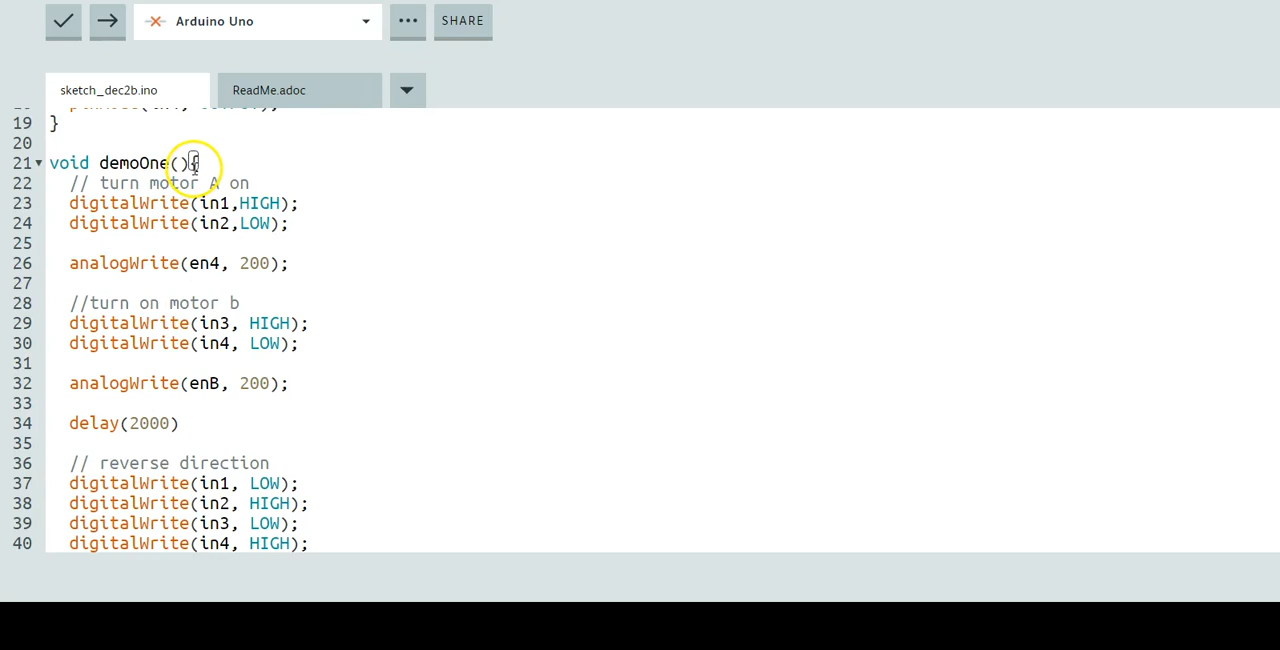 Arduino Uno
SHARE
sketch_dec2b.ino
ReadMe.adoc
19 }
20
21 void demoOne(){
22 // turn motor A on
23 digitalWrite(in1,HIGH);
24 digitalWrite(in2,LOW);
25
26 analogWrite(en4, 200);
27
28 //turn on motor b
29 digitalWrite(in3, HIGH);
30 digitalWrite(in4, LOW);
31
32 analogWrite(enB, 200);
33
34 delay(2000)
35
36 // reverse direction
37 digitalWrite(in1, LOW);
38 digitalWrite(in2, HIGH);
39 digitalWrite(in3, LOW);
40 digitalWrite(in4, HIGH);